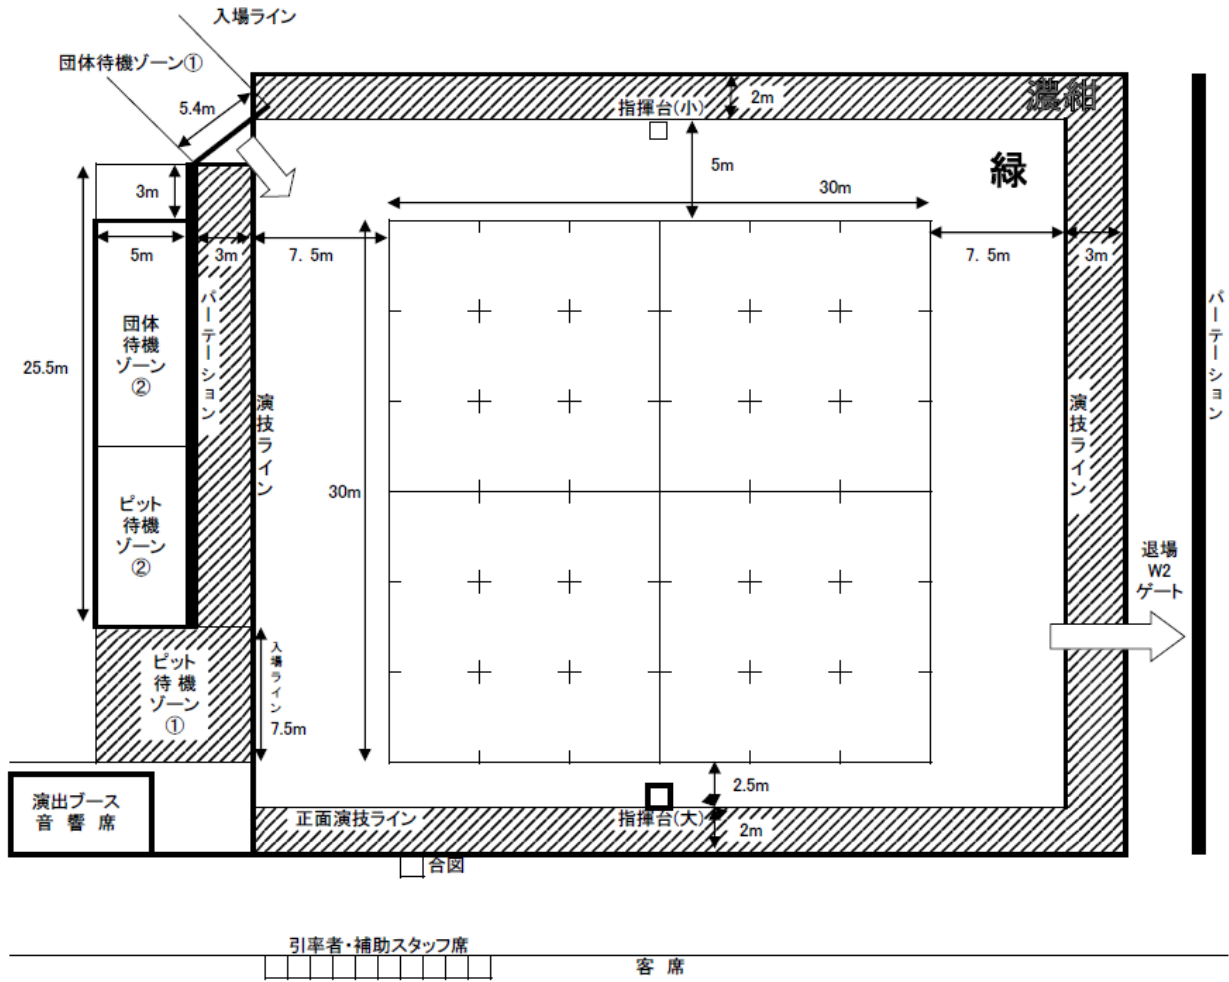 入場ライン
団体待機ゾーン①
5.4m
指揮台(小)
2m
濃紺
5m
緑
3m
30m
5m
3m
7. 5m
7. 5m
3m
パーテーション
パーテーション
団体
待機
ゾーン
②
25.5m
演技ライン
演技ライン
30m
ピット
待機
ゾーン
②
退場
W2
ゲート
入場ライン
7.5m
ピット
待 機
ゾーン
①
2.5m
演出ブース
音 響 席
正面演技ライン
指揮台(大)
2m
合図
引率者・補助スタッフ席
客 席